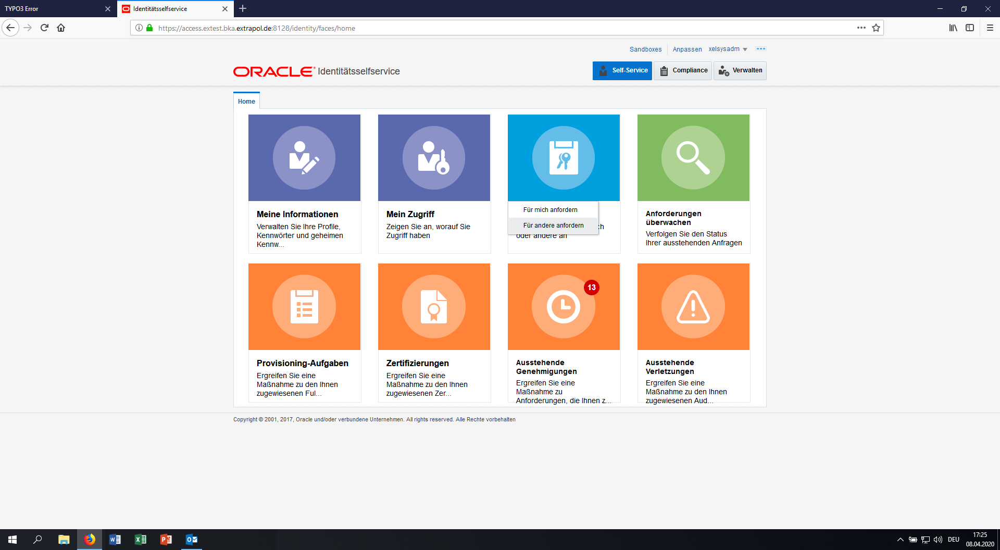 TYPO3 Error
Identitätsselfservice
https://access.extest.bka.extrapol.de:8128/identity/faces/home
Sandboxes
Anpassen
xelsysadm
ORACLE Identitätsselfservice
Self-Service
Compliance
Verwalten
Home
Meine Informationen
Verwalten Sie Ihre Profile,
Kennwörter und geheimen
Kennw...
Mein Zugriff
Zeigen Sie an, worauf Sie
Zugriff haben
Für mich anfordern
Für andere anfordern
ch
oder andere an
Anforderungen
überwachen
Verfolgen Sie den Status
Ihrer ausstehenden Anfragen
Provisioning-Aufgaben
Ergreifen Sie eine
Maßnahme zu den Ihnen
zugewiesenen Ful...
Zertifizierungen
Ergreifen Sie eine
Maßnahme zu den Ihnen
zugewiesenen Zer...
13
Ausstehende
Genehmigungen
Ergreifen Sie eine
Maßnahme zu
Anforderungen, die Ihnen z...
Ausstehende
Verletzungen
Ergreifen Sie eine
Maßnahme zu den Ihnen
zugewiesenen Aud...
Copyright © 2001, 2017, Oracle und/oder verbundene Unternehmen. All rights reserved. Alle Rechte vorbehalten
DEU
17:25
08.04.2020